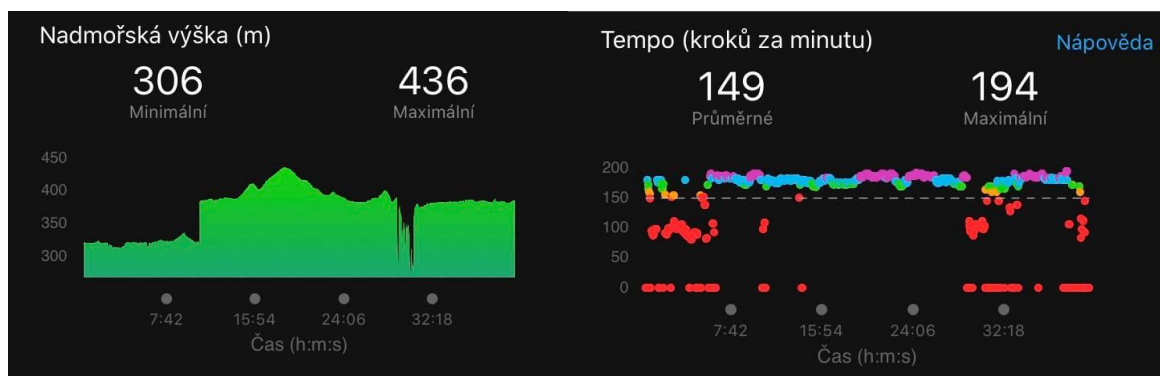 Nadmořská výška (m)
306
Minimální
436
Maximální
450
400
350
300
7:42
15:54
24:06
32:18
Čas (h:m:s)
Tempo (kroků za minutu)
Nápověda
149
Průměrné
194
Maximální
200
150
100
50
0
7:42
15:54
24:06
32:18
Čas (h:m:s)